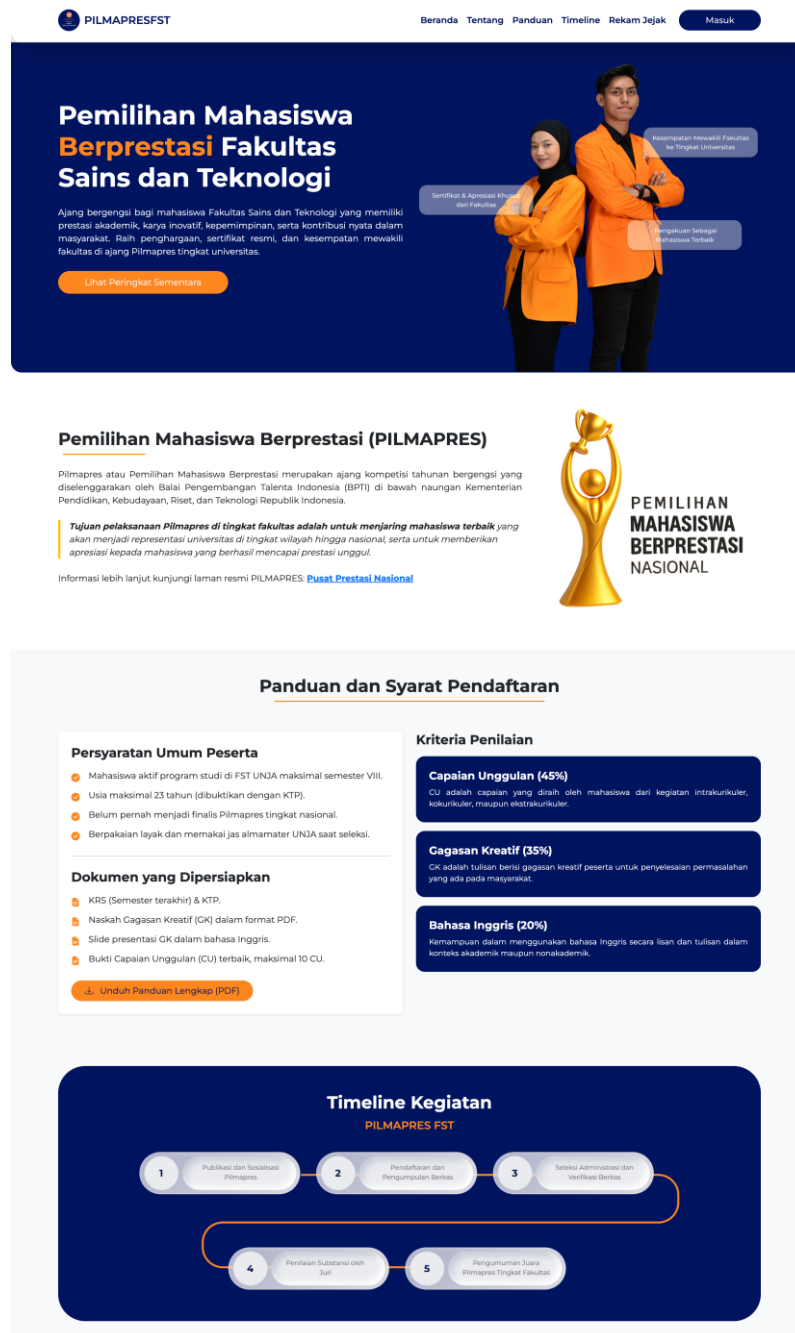 PILMAPRESFST
Beranda Tentang Panduan Timeline Rekam Jejak Masuk
Pemilihan Mahasiswa
Berprestasi Fakultas
Sains dan Teknologi
Ajang bergengsi bagi mahasiswa Fakultas Sains dan Teknologi yang memiliki
prestasi akademik, karya inovatif, kepemimpinan, serta kontribusi nyata dalam
masyarakat. Raih penghargaan, sertifikat resmi, dan kesempatan mewakili
fakultas di ajang Pilmapres tingkat universitas.
Lihat Peringkat Sementara
Kesempatan Mewakili Fakultas
ke Tingkat Universitas
Sertifikat & Apresiasi Khusus
dari Fakultas
Pengakuan Sebagai
Mahasiswa Terbaik
Pemilihan Mahasiswa Berprestasi (PILMAPRES)
Pilmapres atau Pemilihan Mahasiswa Berprestasi merupakan ajang kompetisi tahunan bergengsi yang
diselenggarakan oleh Balai Pengembangan Talenta Indonesia (BPTI) di bawah naungan Kementerian
Pendidikan, Kebudayaan, Riset, dan Teknologi Republik Indonesia.
Tujuan pelaksanaan Pilmapres di tingkat fakultas adalah untuk menjaring mahasiswa terbaik yang
akan menjadi representasi universitas di tingkat wilayah hingga nasional, serta untuk memberikan
apresiasi kepada mahasiswa yang berhasil mencapai prestasi unggul.
Informasi lebih lanjut kunjungi laman resmi PILMAPRES: Pusat Prestasi Nasional
PEMILIHAN
MAHASISWA
BERPRESTASI
NASIONAL
Panduan dan Syarat Pendaftaran
Persyaratan Umum Peserta
Mahasiswa aktif program studi di FST UNJA maksimal semester VIII.
Usia maksimal 23 tahun (dibuktikan dengan KTP).
Belum pernah menjadi finalis Pilmapres tingkat nasional.
Berpakaian layak dan memakai jas almamater UNJA saat seleksi.
Dokumen yang Dipersiapkan
KRS (Semester terakhir) & KTP.
Naskah Gagasan Kreatif (GK) dalam format PDF.
Slide presentasi GK dalam bahasa Inggris.
Bukti Capaian Unggulan (CU) terbaik, maksimal 10 CU.
Unduh Panduan Lengkap (PDF)
Kriteria Penilaian
Capaian Unggulan (45%)
CU adalah capaian yang diraih oleh mahasiswa dari kegiatan intrakurikuler,
kokurikuler, maupun ekstrakurikuler.
Gagasan Kreatif (35%)
GK adalah tulisan berisi gagasan kreatif peserta untuk penyelesaian permasalahan
yang ada pada masyarakat.
Bahasa Inggris (20%)
Kemampuan dalam menggunakan bahasa Inggris secara lisan dan tulisan dalam
konteks akademik maupun nonakademik.
Timeline Kegiatan
PILMAPRES FST
1
Publikasi dan Sosialisasi
Pilmapres
2
Pendaftaran dan
Pengumpulan Berkas
3
Seleksi Administrasi dan
Verifikasi Berkas
4
Penilaian Substansi oleh
Juri
5
Pengumuman Juara
Pilmapres Tingkat Fakultas